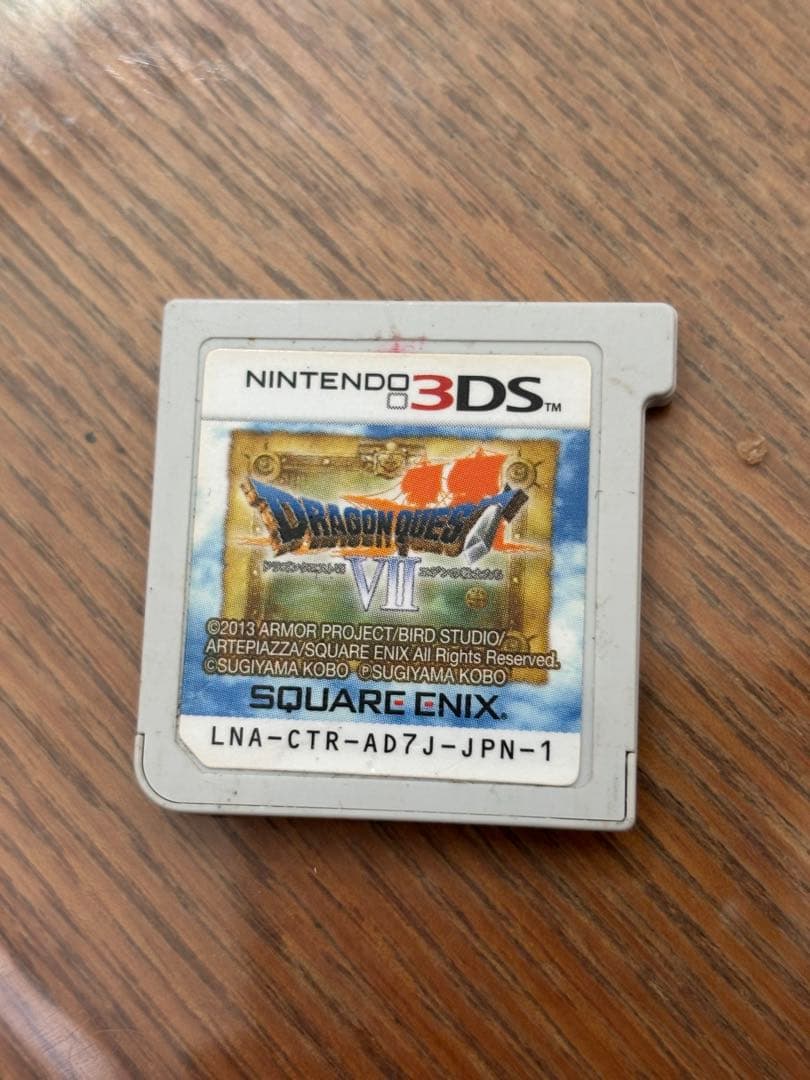 NINTENDO 3DS™
DRAGON QUEST
ドラゴンクエストVII エデンの戦士たち
VII
©2013 ARMOR PROJECT/BIRD STUDIO/
ARTEPIAZZA/SQUARE ENIX All Rights Reserved.
©SUGIYAMA KOBO ℗SUGIYAMA KOBO
SQUARE ENIX®
LNA-CTR-AD7J-JPN-1